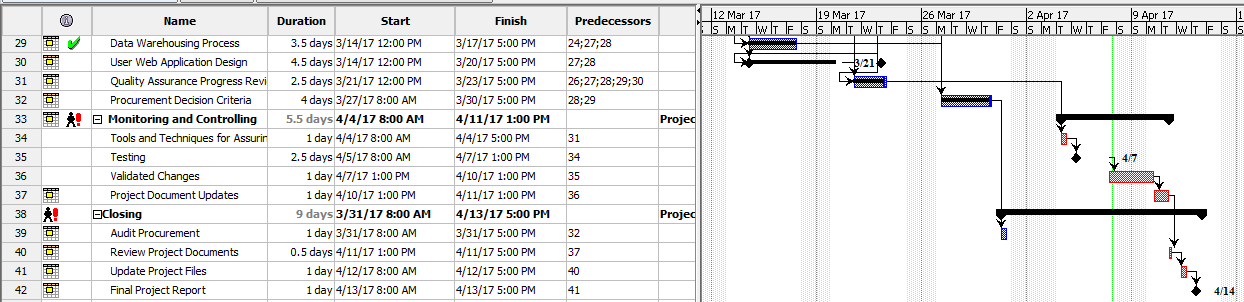 Name Duration Start Finish Predecessors 12 Mar 17 19 Mar 17 26 Mar 17 2 Apr 17 9 Apr 17 1
S M T W T F S S M T W T F S S M T W T F S S M T W T F S S M T W T F S
29 Data Warehousing Process 3.5 days 3/14/17 12:00 PM 3/17/17 5:00 PM 24;27;28
30 User Web Application Design 4.5 days 3/14/17 12:00 PM 3/20/17 5:00 PM 27;28 3/21
31 Quality Assurance Progress Revi 2.5 days 3/21/17 12:00 PM 3/23/17 5:00 PM 26;27;28;29;30
32 Procurement Decision Criteria 4 days 3/27/17 8:00 AM 3/30/17 5:00 PM 28;29
33 Monitoring and Controlling 5.5 days 4/4/17 8:00 AM 4/11/17 1:00 PM Projec
34 Tools and Techniques for Assurin 1 day 4/4/17 8:00 AM 4/4/17 5:00 PM 31
35 Testing 2.5 days 4/5/17 8:00 AM 4/7/17 1:00 PM 34 4/7
36 Validated Changes 1 day 4/7/17 1:00 PM 4/10/17 1:00 PM 35
37 Project Document Updates 1 day 4/10/17 1:00 PM 4/11/17 1:00 PM 36
38 Closing 9 days 3/31/17 8:00 AM 4/13/17 5:00 PM Projec
39 Audit Procurement 1 day 3/31/17 8:00 AM 3/31/17 5:00 PM 32
40 Review Project Documents 0.5 days 4/11/17 1:00 PM 4/11/17 5:00 PM 37
41 Update Project Files 1 day 4/12/17 8:00 AM 4/12/17 5:00 PM 40
42 Final Project Report 1 day 4/13/17 8:00 AM 4/13/17 5:00 PM 41 4/14